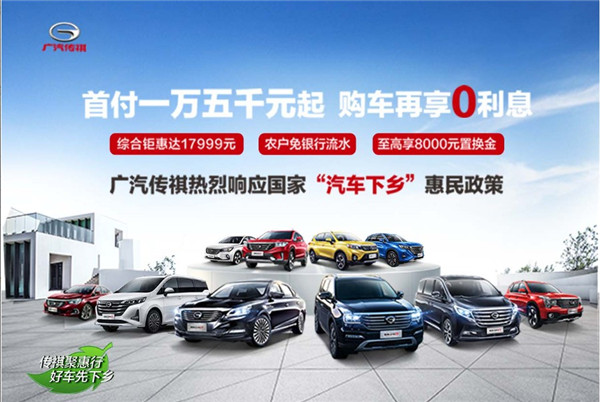 广汽传祺
首付一万五千元起 购车再享0利息
综合钜惠达17999元 农户免银行流水 至高享8000元置换金
广汽传祺热烈响应国家“汽车下乡”惠民政策
传祺聚惠行
好车先下乡